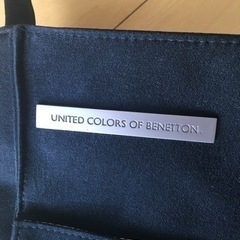 UNITED COLORS OF BENETTON.